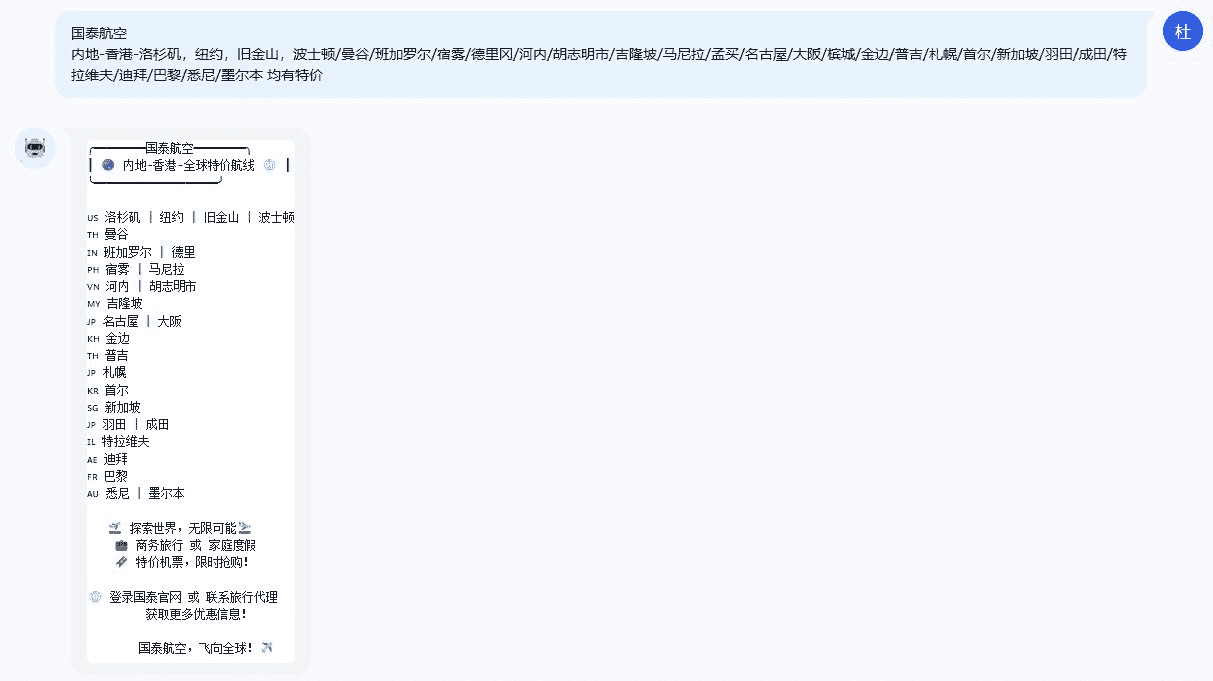 国泰航空
内地-香港-洛杉矶，纽约，旧金山，波士顿/曼谷/班加罗尔/宿雾/德里冈/河内/胡志明市/吉隆坡/马尼拉/孟买/名古屋/大阪/槟城/金边/普吉/札幌/首尔/新加坡/羽田/成田/特
拉维夫/迪拜/巴黎/悉尼/墨尔本 均有特价
杜
国泰航空
内地-香港-全球特价航线
US 洛杉矶 | 纽约 | 旧金山 | 波士顿
TH 曼谷
IN 班加罗尔 | 德里
PH 宿雾 | 马尼拉
VN 河内 | 胡志明市
MY 吉隆坡
JP 名古屋 | 大阪
KH 金边
TH 普吉
JP 札幌
KR 首尔
SG 新加坡
JP 羽田 | 成田
IL 特拉维夫
AE 迪拜
FR 巴黎
AU 悉尼 | 墨尔本
探索世界，无限可能
商务旅行 或 家庭度假
特价机票，限时抢购！
登录国泰官网 或 联系旅行代理
获取更多优惠信息！
国泰航空，飞向全球！